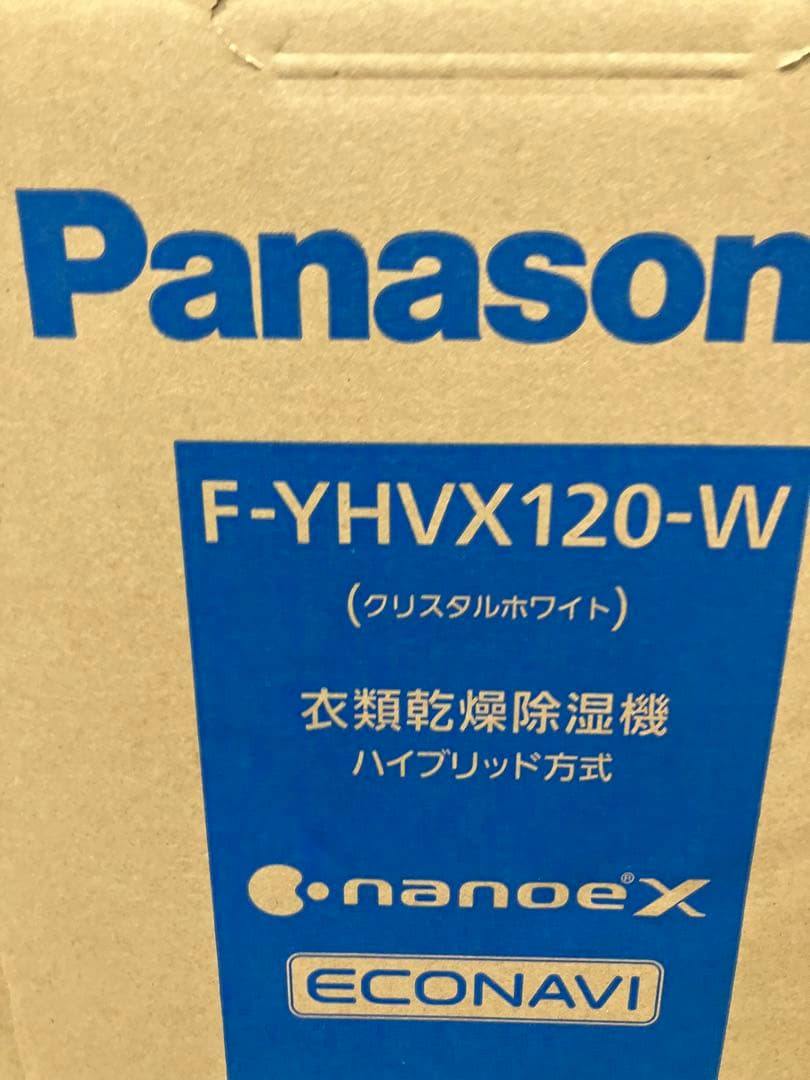 Panason
F-YHVX120-W
(クリスタルホワイト)
衣類乾燥除湿機
ハイブリッド方式
nanoe®X
ECONAVI